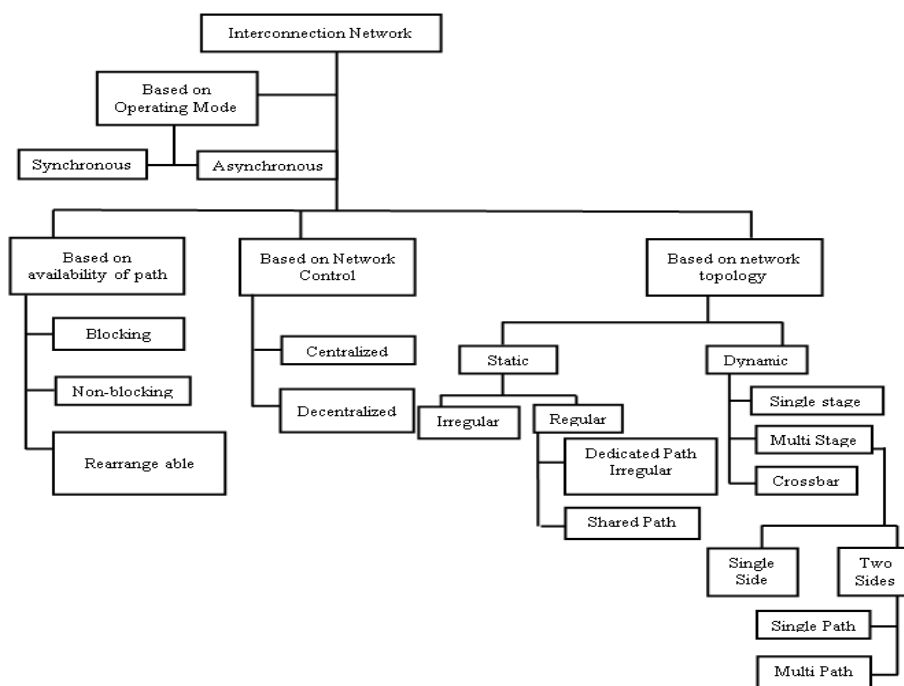 Interconnection Network
Based on
Operating Mode
Synchronous
Asynchronous
Based on
availability of path
Based on Network
Control
Based on network
topology
Blocking
Non-blocking
Rearrange able
Centralized
Decentralized
Static
Dynamic
Irregular
Regular
Dedicated Path
Irregular
Shared Path
Single stage
Multi Stage
Crossbar
Single
Side
Two
Sides
Single Path
Multi Path